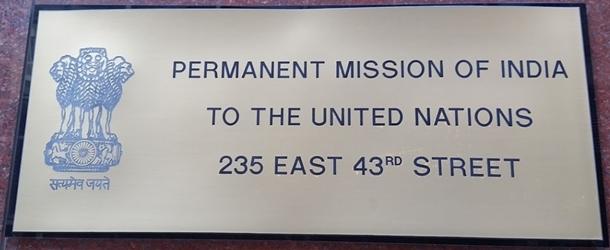 PERMANENT MISSION OF INDIA
TO THE UNITED NATIONS
235 EAST 43RD STREET
सत्यमेव जयते